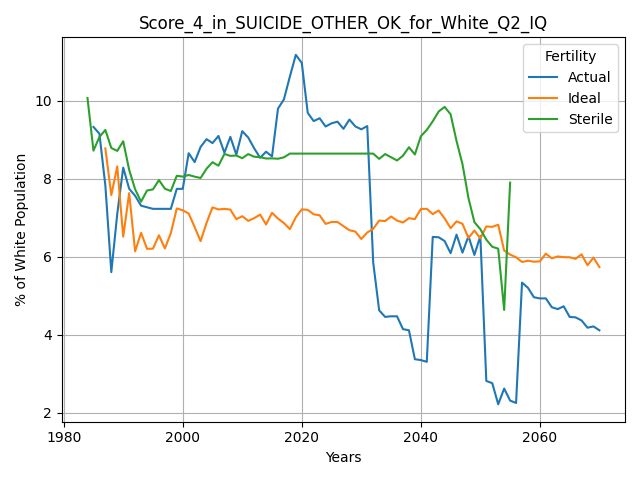 Score_4_in_SUICIDE_OTHER_OK_for_White_Q2_IQ
Fertility
Actual
Ideal
Sterile
% of White Population
10
8
6
4
2
1980
2000
2020
2040
2060
Years